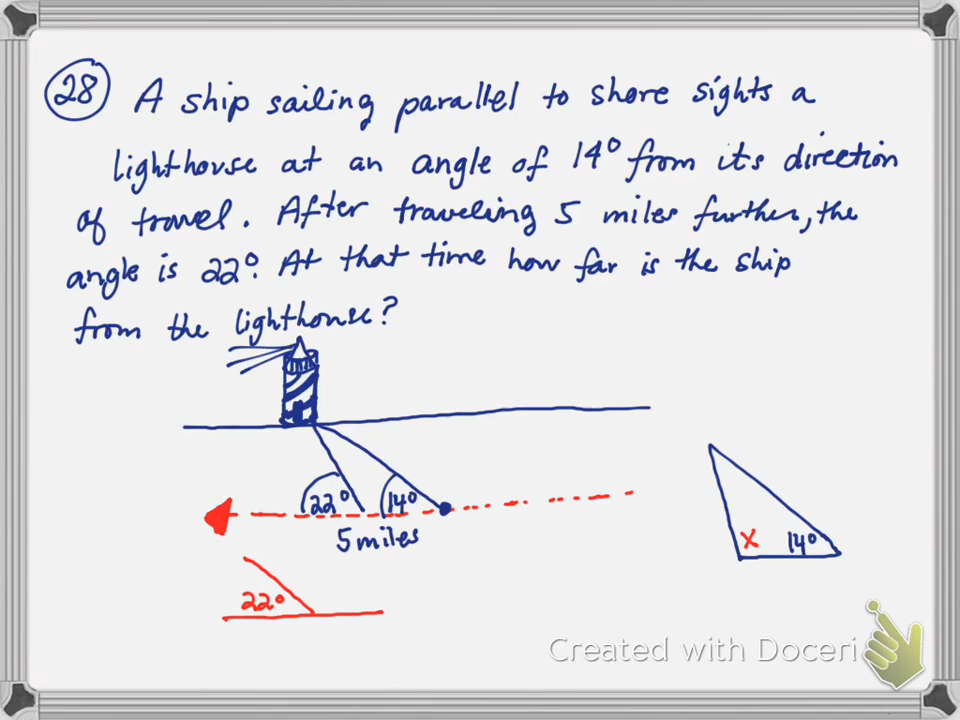 28 A ship sailing parallel to shore sights a
lighthouse at an angle of 14° from its direction
of travel. After traveling 5 miles further, the
angle is 22°. At that time how far is the ship
from the lighthouse?
22° 14°
5 miles
x 14°
22°
Created with Doceri